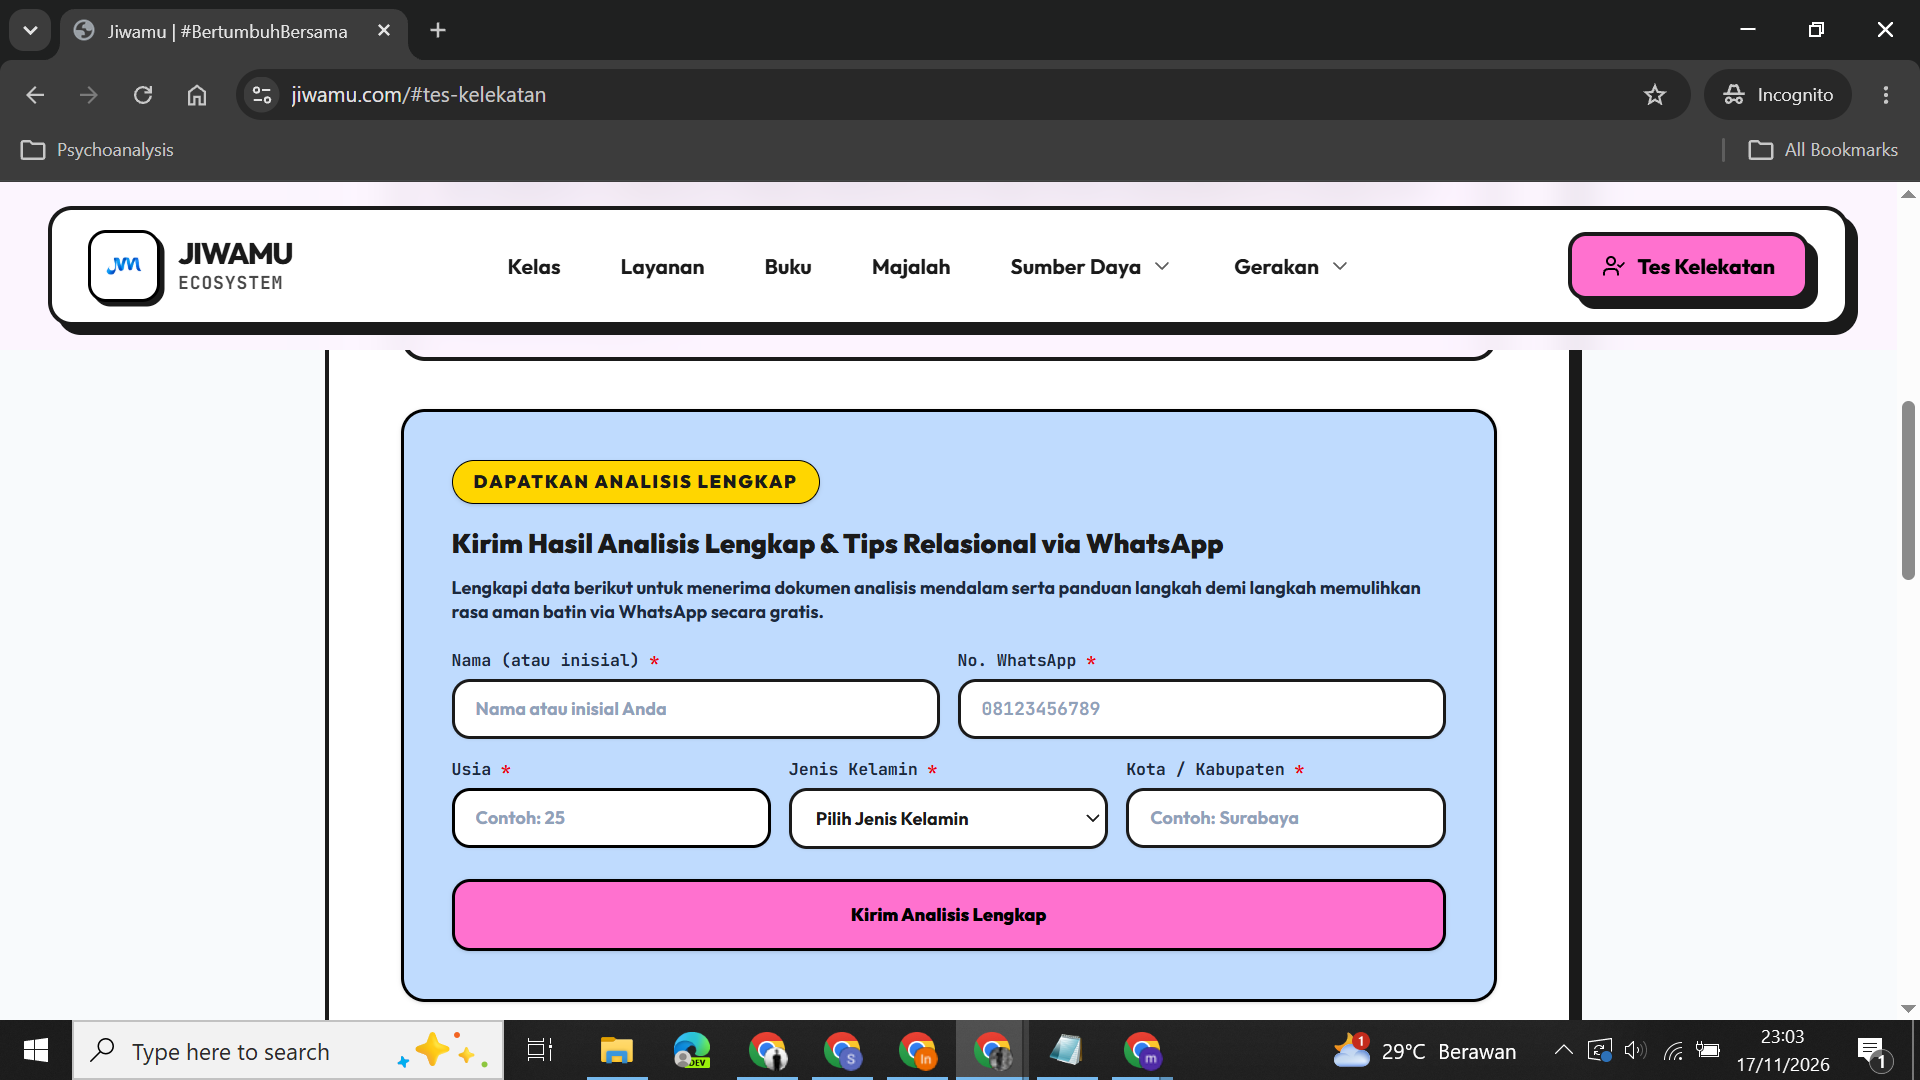 Jiwamu | #BertumbuhBersama
jiwamu.com/#tes-kelekatan
Incognito
Psychoanalysis
All Bookmarks
JIWAMU
ECOSYSTEM
Kelas
Layanan
Buku
Majalah
Sumber Daya
Gerakan
Tes Kelekatan
DAPATKAN ANALISIS LENGKAP
Kirim Hasil Analisis Lengkap & Tips Relasional via WhatsApp
Lengkapi data berikut untuk menerima dokumen analisis mendalam serta panduan langkah demi langkah memulihkan
rasa aman batin via WhatsApp secara gratis.
Nama (atau inisial) *
No. WhatsApp *
Nama atau inisial Anda
08123456789
Usia *
Jenis Kelamin *
Kota / Kabupaten *
Contoh: 25
Pilih Jenis Kelamin
Contoh: Surabaya
Kirim Analisis Lengkap
Type here to search
DEV
S
In
m
1
29°C Berawan
23:03
17/11/2026
1